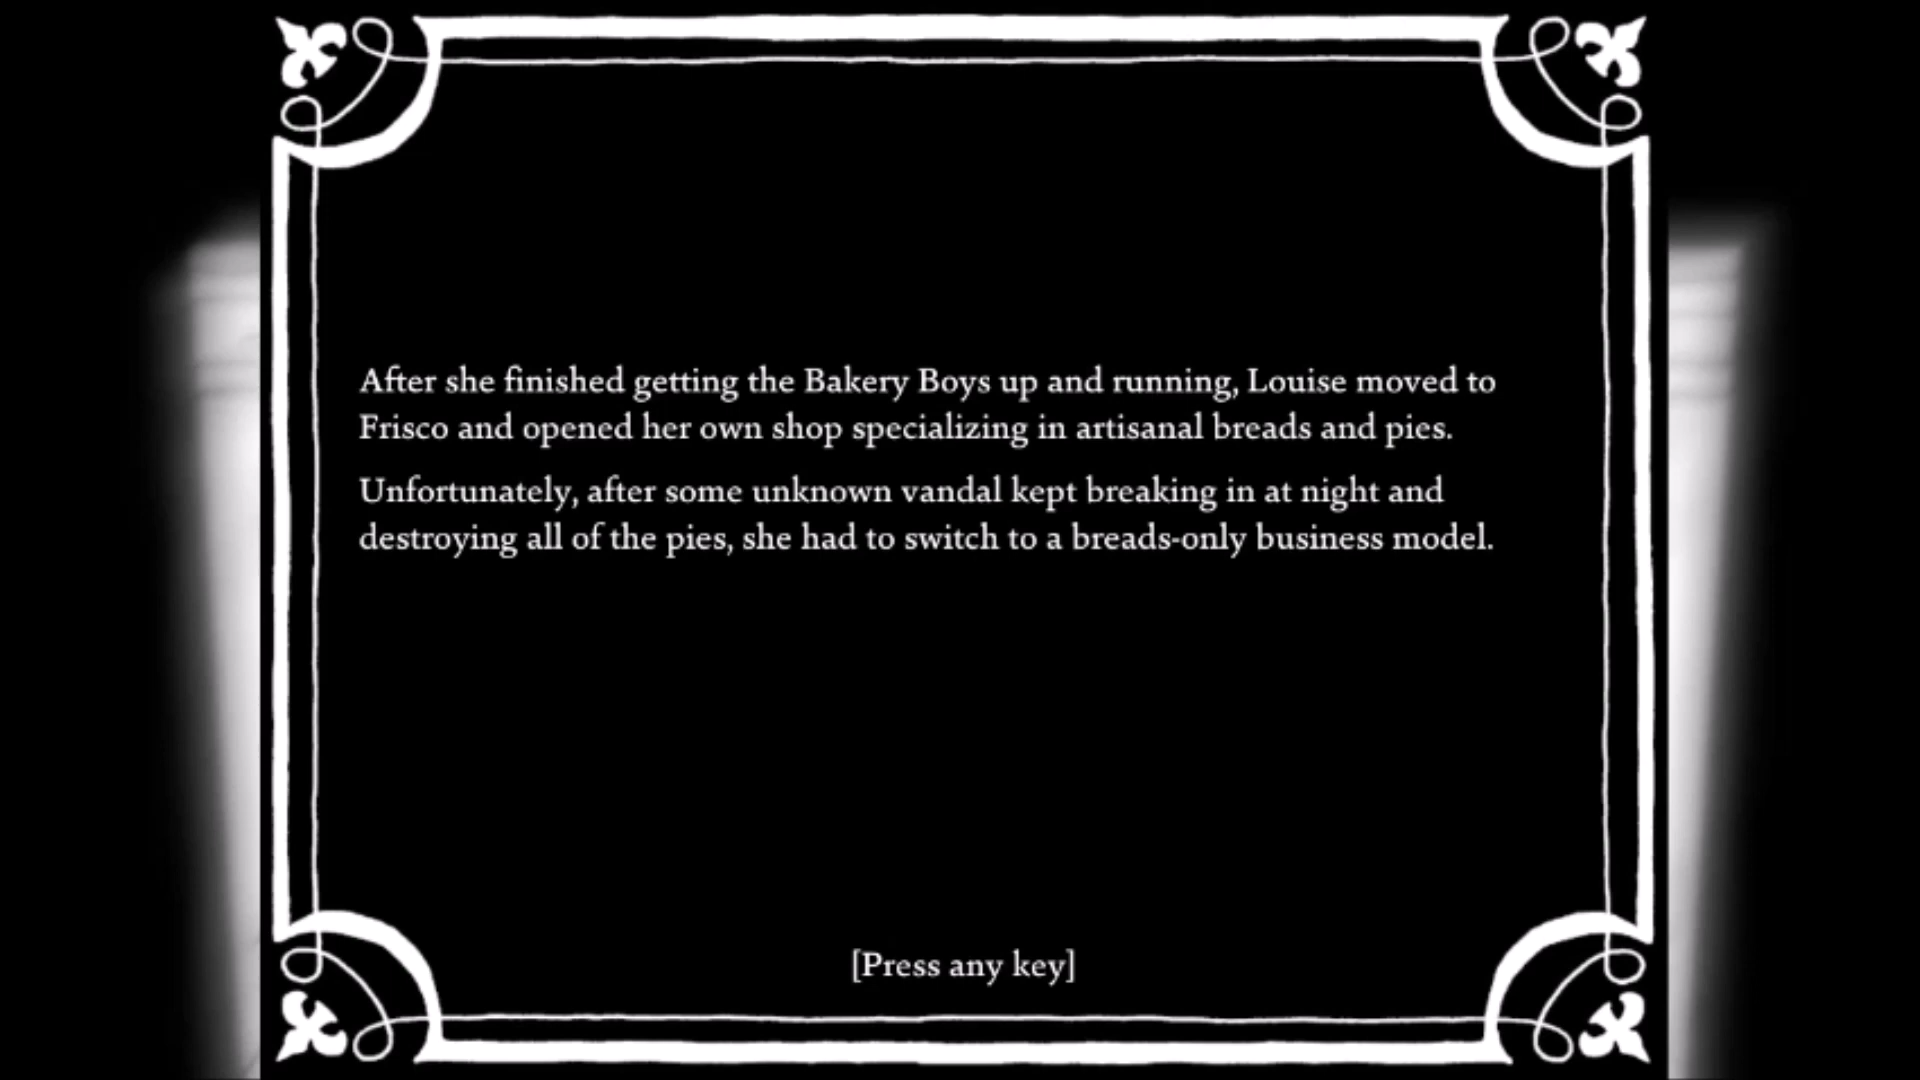 After she finished getting the Bakery Boys up and running, Louise moved to
Frisco and opened her own shop specializing in artisanal breads and pies.
Unfortunately, after some unknown vandal kept breaking in at night and
destroying all of the pies, she had to switch to a breads-only business model.
[Press any key]